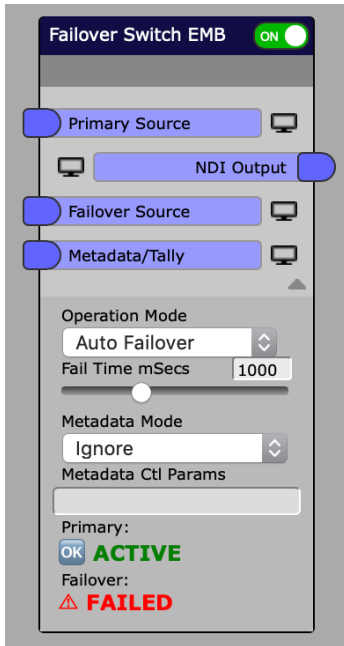 Failover Switch EMB ON
Primary Source
NDI Output
Failover Source
Metadata/Tally
Operation Mode
Auto Failover
Fail Time mSecs 1000
Metadata Mode
Ignore
Metadata Ctl Params
Primary:
OK ACTIVE
Failover:
FAILED